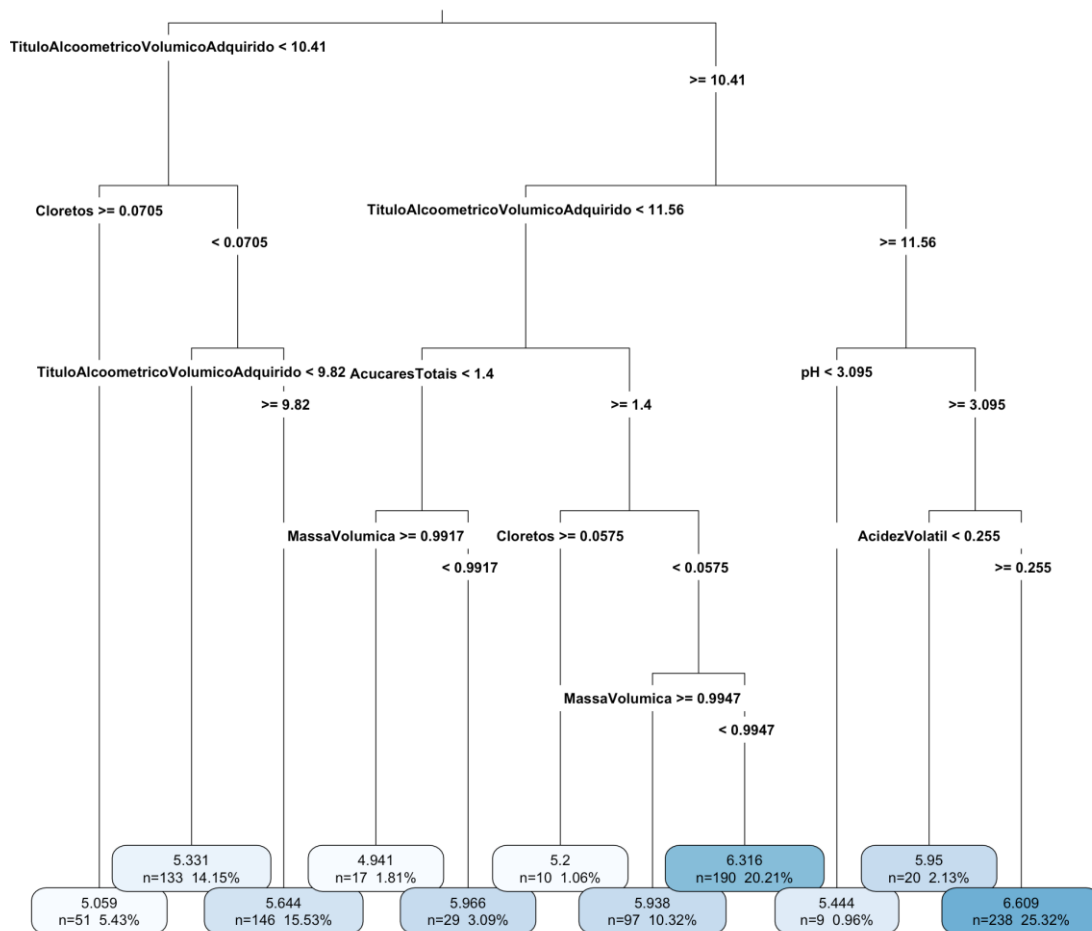 TituloAlcoometricoVolumicoAdquirido < 10.41
>= 10.41
Cloretos >= 0.0705
< 0.0705
TituloAlcoometricoVolumicoAdquirido < 11.56
>= 11.56
TituloAlcoometricoVolumicoAdquirido < 9.82
>= 9.82
AcucaresTotais < 1.4
>= 1.4
pH < 3.095
>= 3.095
MassaVolumica >= 0.9917
< 0.9917
Cloretos >= 0.0575
< 0.0575
AcidezVolatil < 0.255
>= 0.255
MassaVolumica >= 0.9947
< 0.9947
5.331
n=133 14.15%
4.941
n=17 1.81%
5.2
n=10 1.06%
6.316
n=190 20.21%
5.95
n=20 2.13%
5.059
n=51 5.43%
5.644
n=146 15.53%
5.966
n=29 3.09%
5.938
n=97 10.32%
5.444
n=9 0.96%
6.609
n=238 25.32%